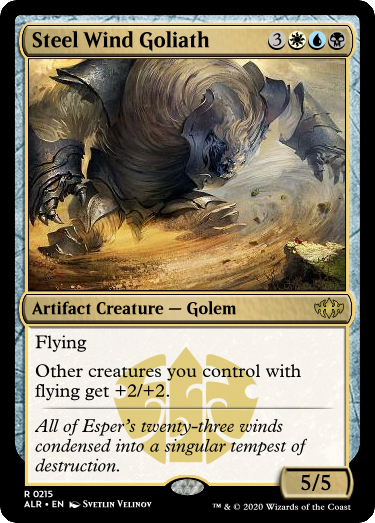 Steel Wind Goliath 3
Artifact Creature — Golem
Flying
Other creatures you control with
flying get +2/+2.
All of Esper's twenty-three winds
condensed into a singular tempest of
destruction.
5/5
R 0215
ALR • EN Svetlin Velinov
™ & © 2020 Wizards of the Coast